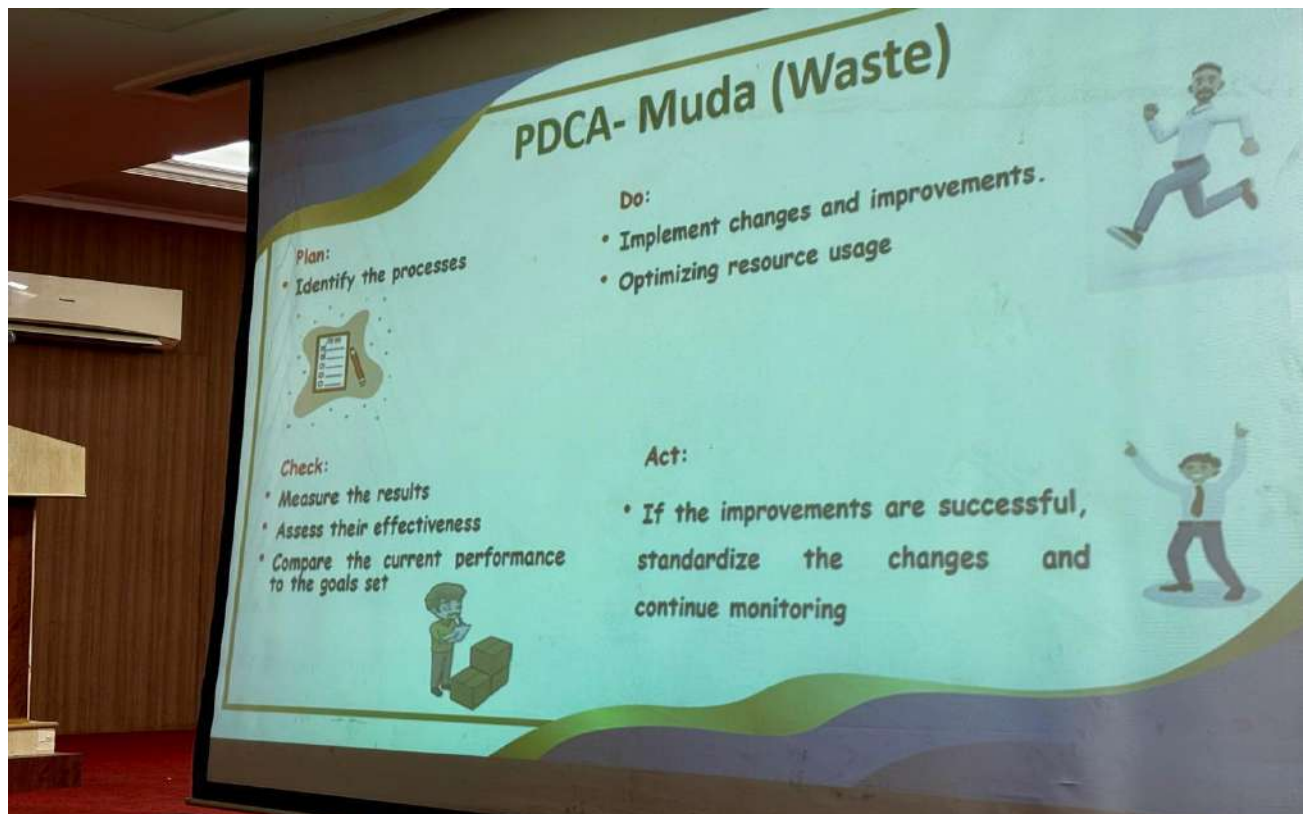 PDCA- Muda (Waste)
Plan:
• Identify the processes
Do:
• Implement changes and improvements.
• Optimizing resource usage
Check:
• Measure the results
• Assess their effectiveness
• Compare the current performance
to the goals set
Act:
• If the improvements are successful,
standardize the changes and
continue monitoring